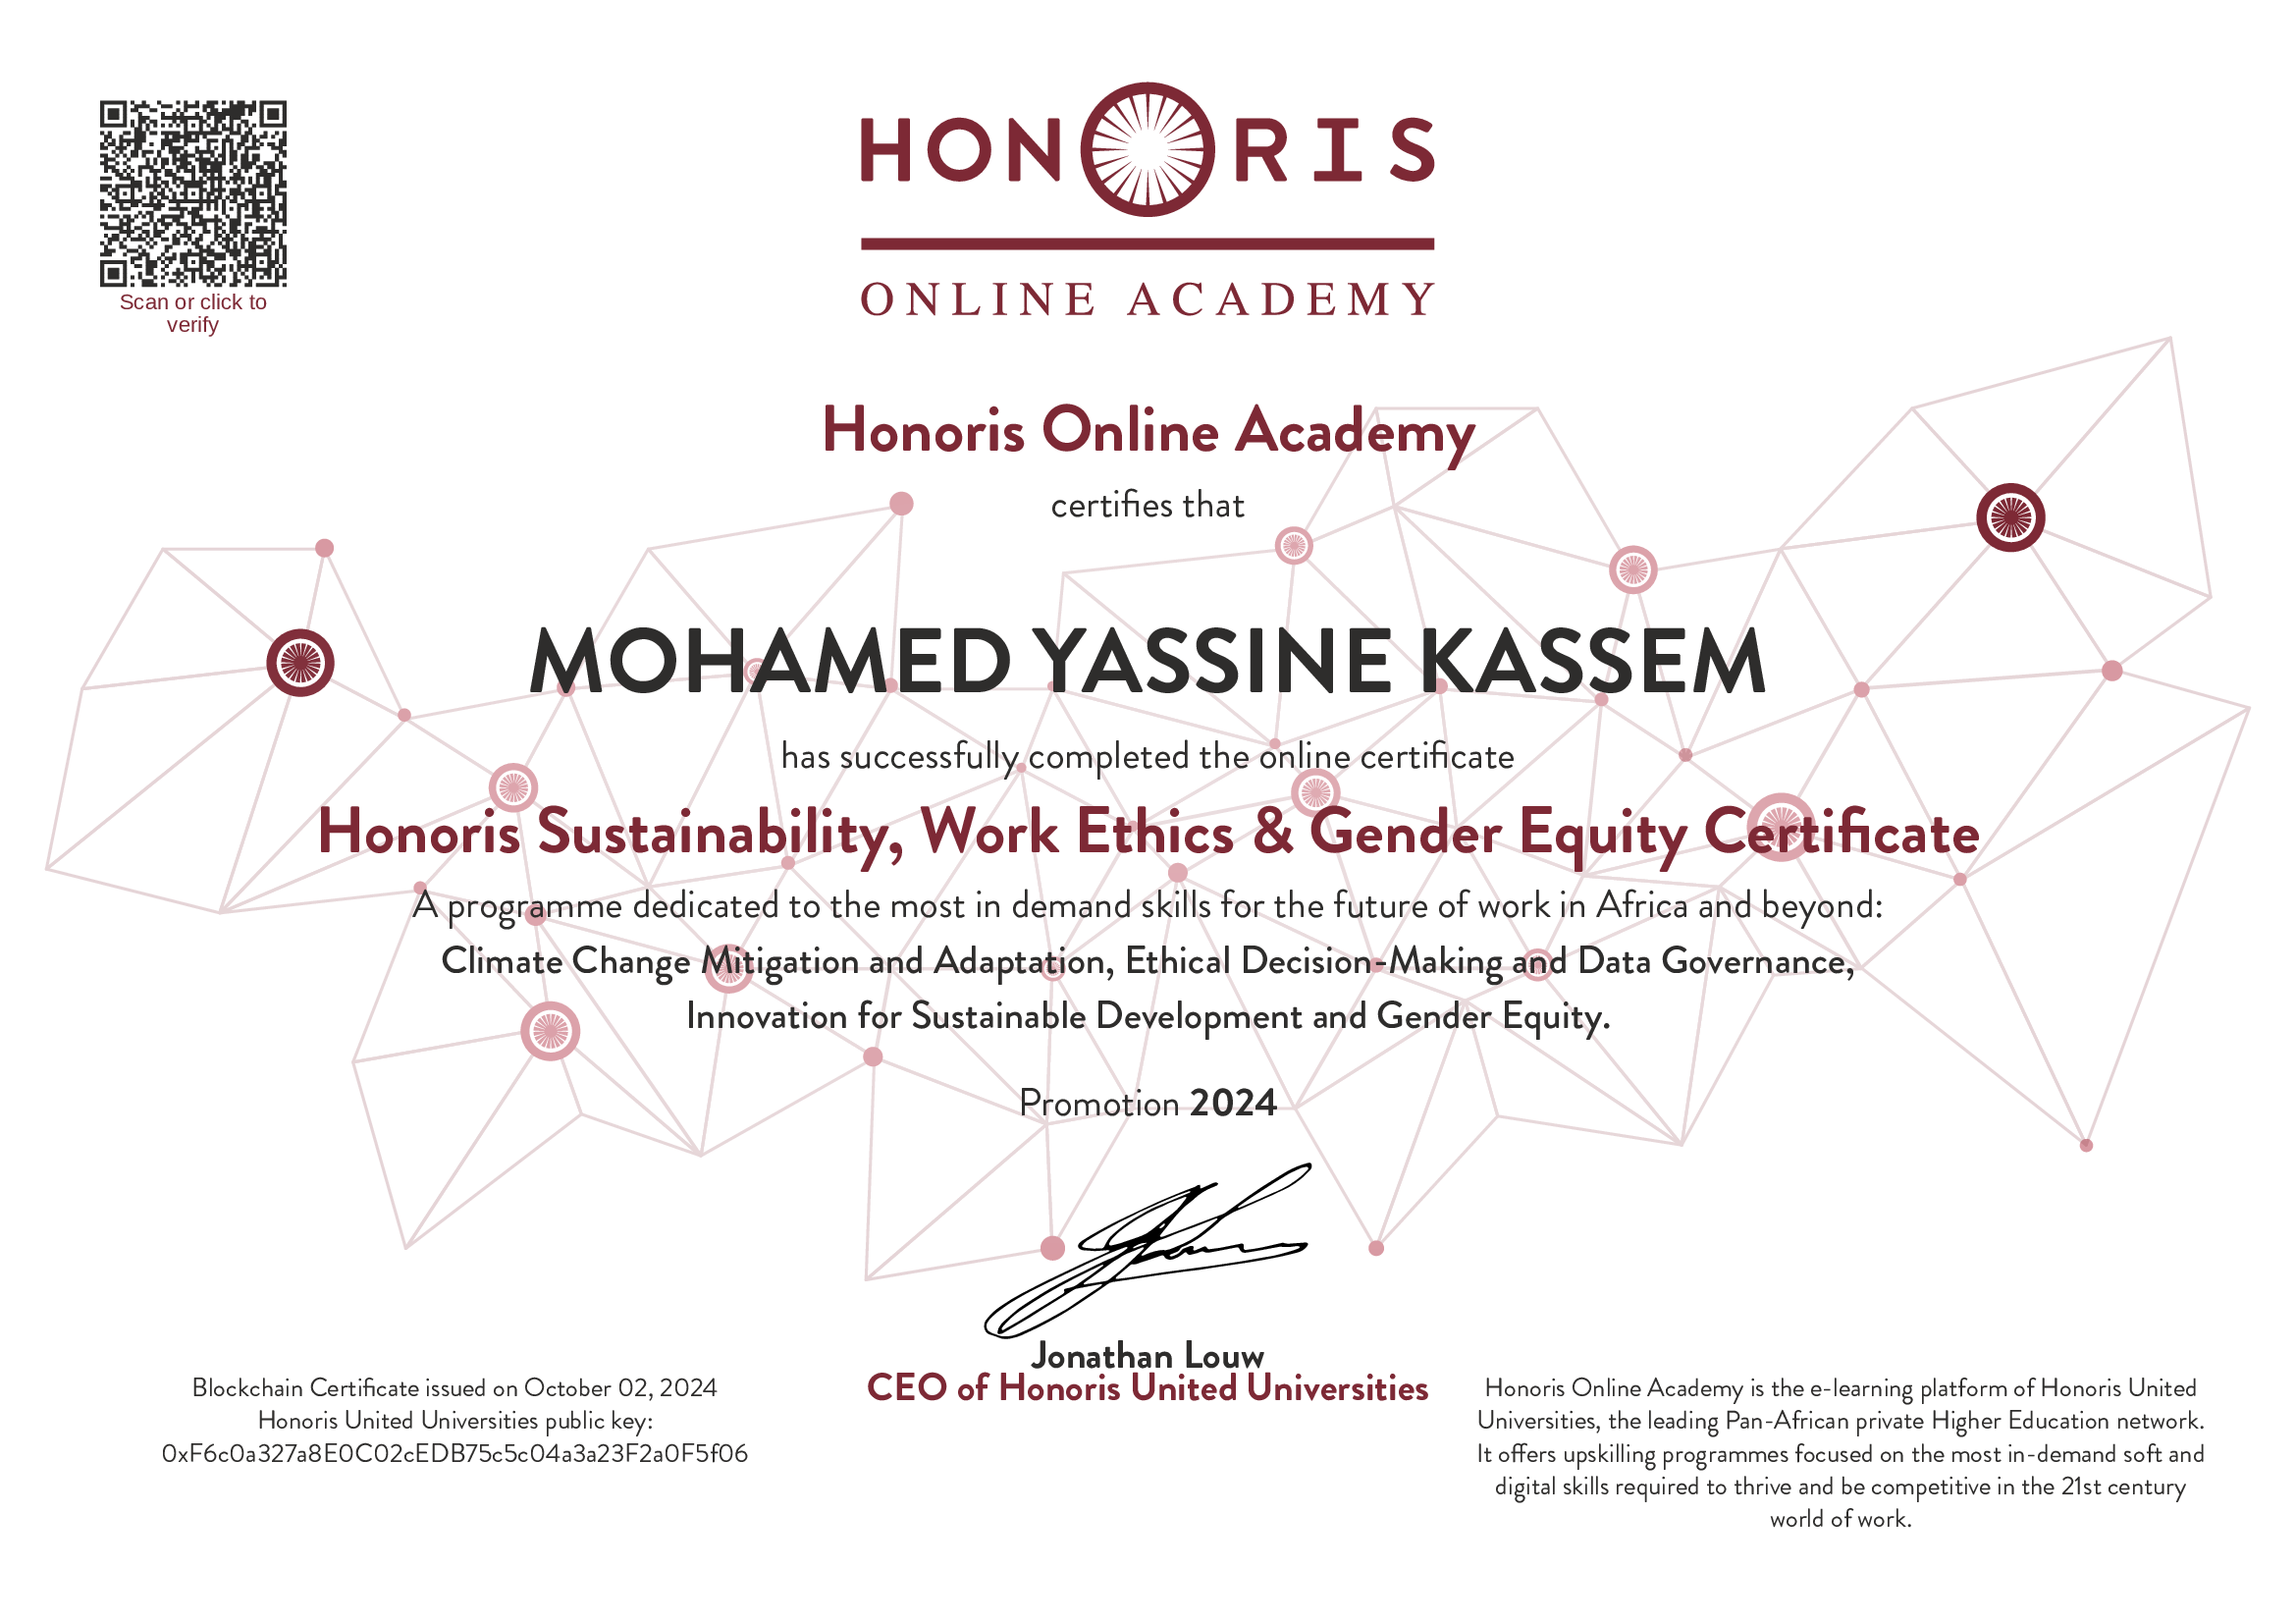 HONORIS
ONLINE ACADEMY
Scan or click to
verify
Honoris Online Academy
certifies that
MOHAMED YASSINE KASSEM
has successfully completed the online certificate
Honoris Sustainability, Work Ethics & Gender Equity Certificate
A programme dedicated to the most in demand skills for the future of work in Africa and beyond:
Climate Change Mitigation and Adaptation, Ethical Decision-Making and Data Governance,
Innovation for Sustainable Development and Gender Equity.
Promotion 2024
Jonathan Louw
CEO of Honoris United Universities
Blockchain Certificate issued on October 02, 2024
Honoris United Universities public key:
0xF6c0a327a8E0C02cEDB75c5c04a3a23F2a0F5f06
Honoris Online Academy is the e-learning platform of Honoris United
Universities, the leading Pan-African private Higher Education network.
It offers upskilling programmes focused on the most in-demand soft and
digital skills required to thrive and be competitive in the 21st century
world of work.